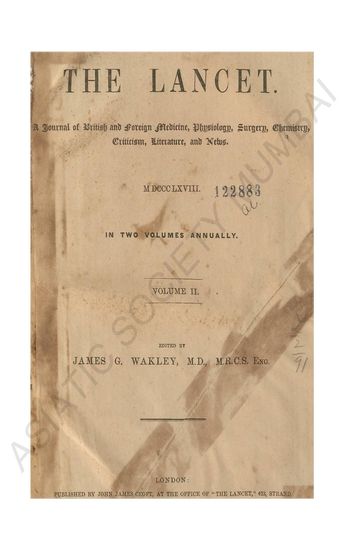 THE LANCET.
A Journal of British and Foreign Medicine, Physiology, Surgery, Chemistry,
Criticism, Literature, and News.
MDCCCLXVIII.
122883
IN TWO VOLUMES ANNUALLY.
VOLUME II.
EDITED BY
JAMES G. WAKLEY, M.D., M.R.C.S. ENG.
2
91
LONDON:
PUBLISHED BY JOHN JAMES CROFT, AT THE OFFICE OF "THE LANCET," 423, STRAND.
ASIATIC SOCIETY MUMBAI